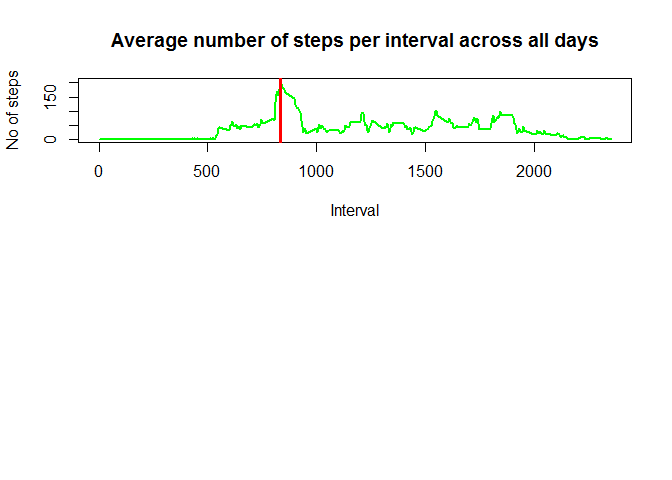 Average number of steps per interval across all days
No of steps
150
0
0 500 1000 1500 2000
Interval